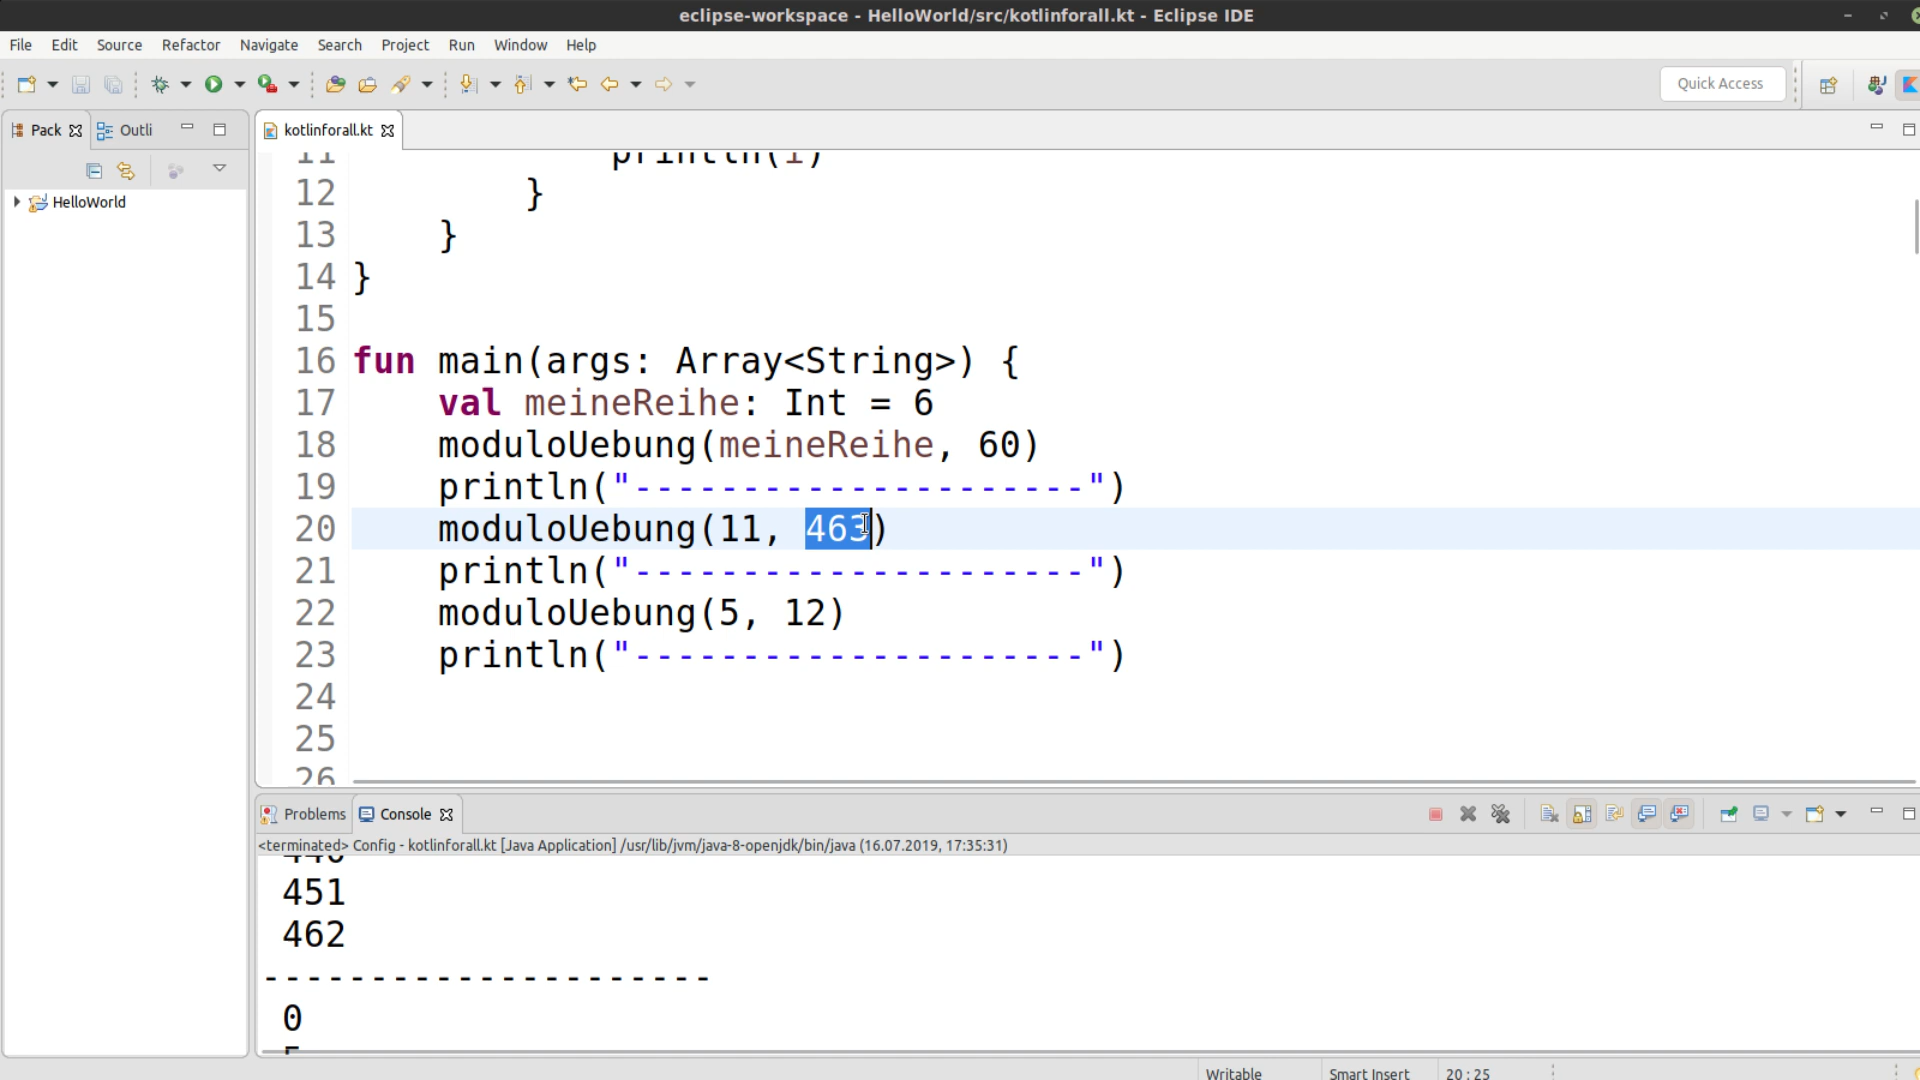 eclipse-workspace - HelloWorld/src/kotlinforall.kt - Eclipse IDE
File Edit Source Refactor Navigate Search Project Run Window Help
Quick Access
Pack Outli
kotlinforall.kt
HelloWorld
11 println(i)
12 }
13 }
14 }
15
16 fun main(args: Array<String>) {
17 val meineReihe: Int = 6
18 moduloUebung(meineReihe, 60)
19 println("---------------------")
20 moduloUebung(11, 463)
21 println("---------------------")
22 moduloUebung(5, 12)
23 println("---------------------")
24
25
26
Problems Console
<terminated> Config - kotlinforall.kt [Java Application] /usr/lib/jvm/java-8-openjdk/bin/java (16.07.2019, 17:35:31)
440
451
462
---------------------
0
Writable Smart Insert 20 : 25